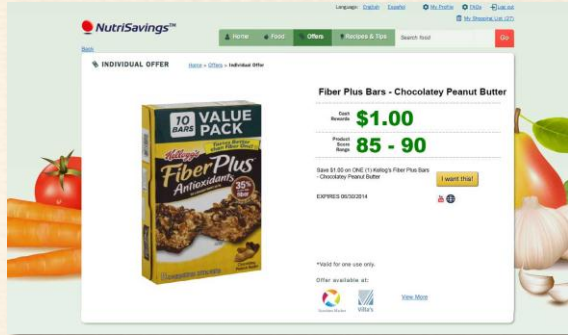 Language: English Español My Profile FAQs Log out
My Shopping List (27)
NutriSavings™
Home Food Offers Recipes & Tips Search food Go
Back
INDIVIDUAL OFFER Home > Offers > Individual Offer
Fiber Plus Bars - Chocolatey Peanut Butter
10 BARS VALUE PACK
Kellogg's
FiberPlus
Antioxidants
35%
Cash Rewards $1.00
Product Score Range 85 - 90
Save $1.00 on ONE (1) Kellog's Fiber Plus Bars
- Chocolatey Peanut Butter
I want this!
EXPIRES 06/30/2014
*Valid for one use only.
Offer available at:
Villa's
View More